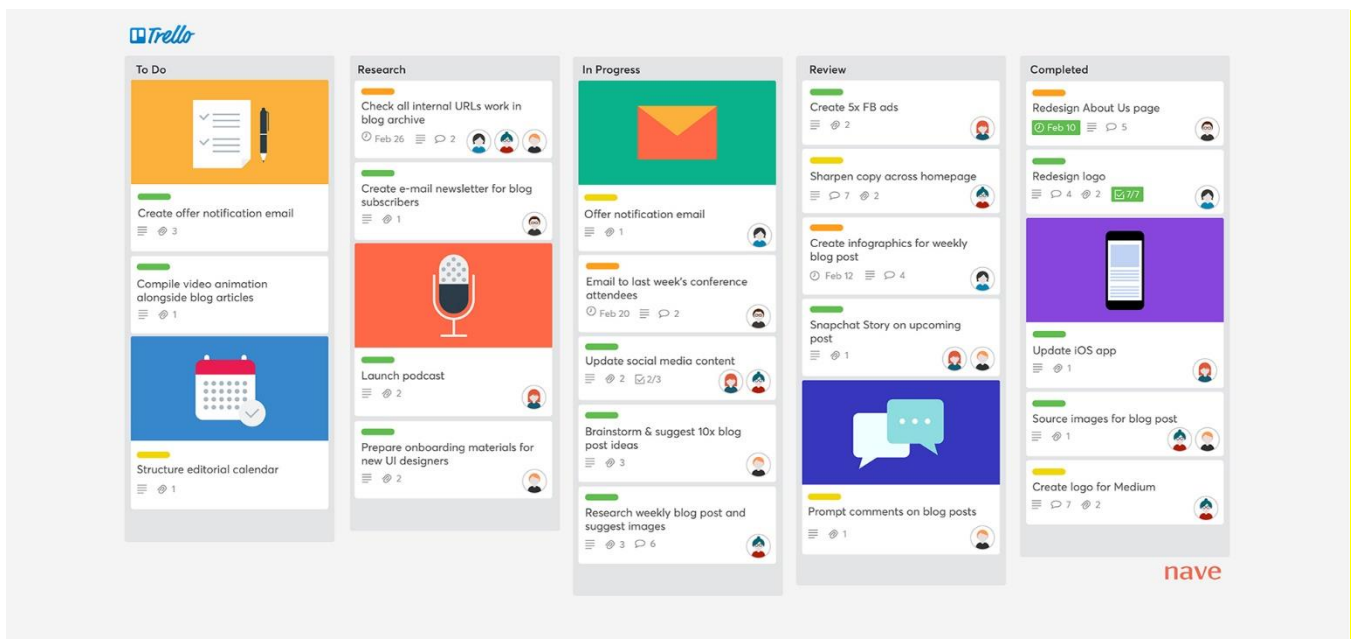 Trello
To Do
Create offer notification email
3
Compile video animation
alongside blog articles
1
Structure editorial calendar
1
Research
Check all internal URLs work in
blog archive
Feb 26 2
Create e-mail newsletter for blog
subscribers
1
Launch podcast
2
Prepare onboarding materials for
new UI designers
2
In Progress
Offer notification email
1
Email to last week's conference
attendees
Feb 20 2
Update social media content
2 2/3
Brainstorm & suggest 10x blog
post ideas
3
Research weekly blog post and
suggest images
3 6
Review
Create 5x FB ads
2
Sharpen copy across homepage
7 2
Create infographics for weekly
blog post
Feb 12 4
Snapchat Story on upcoming
post
1
Prompt comments on blog posts
1
Completed
Redesign About Us page
Feb 10 5
Redesign logo
4 2 7/7
Update iOS app
1
Source images for blog post
1
Create logo for Medium
7 2
nave